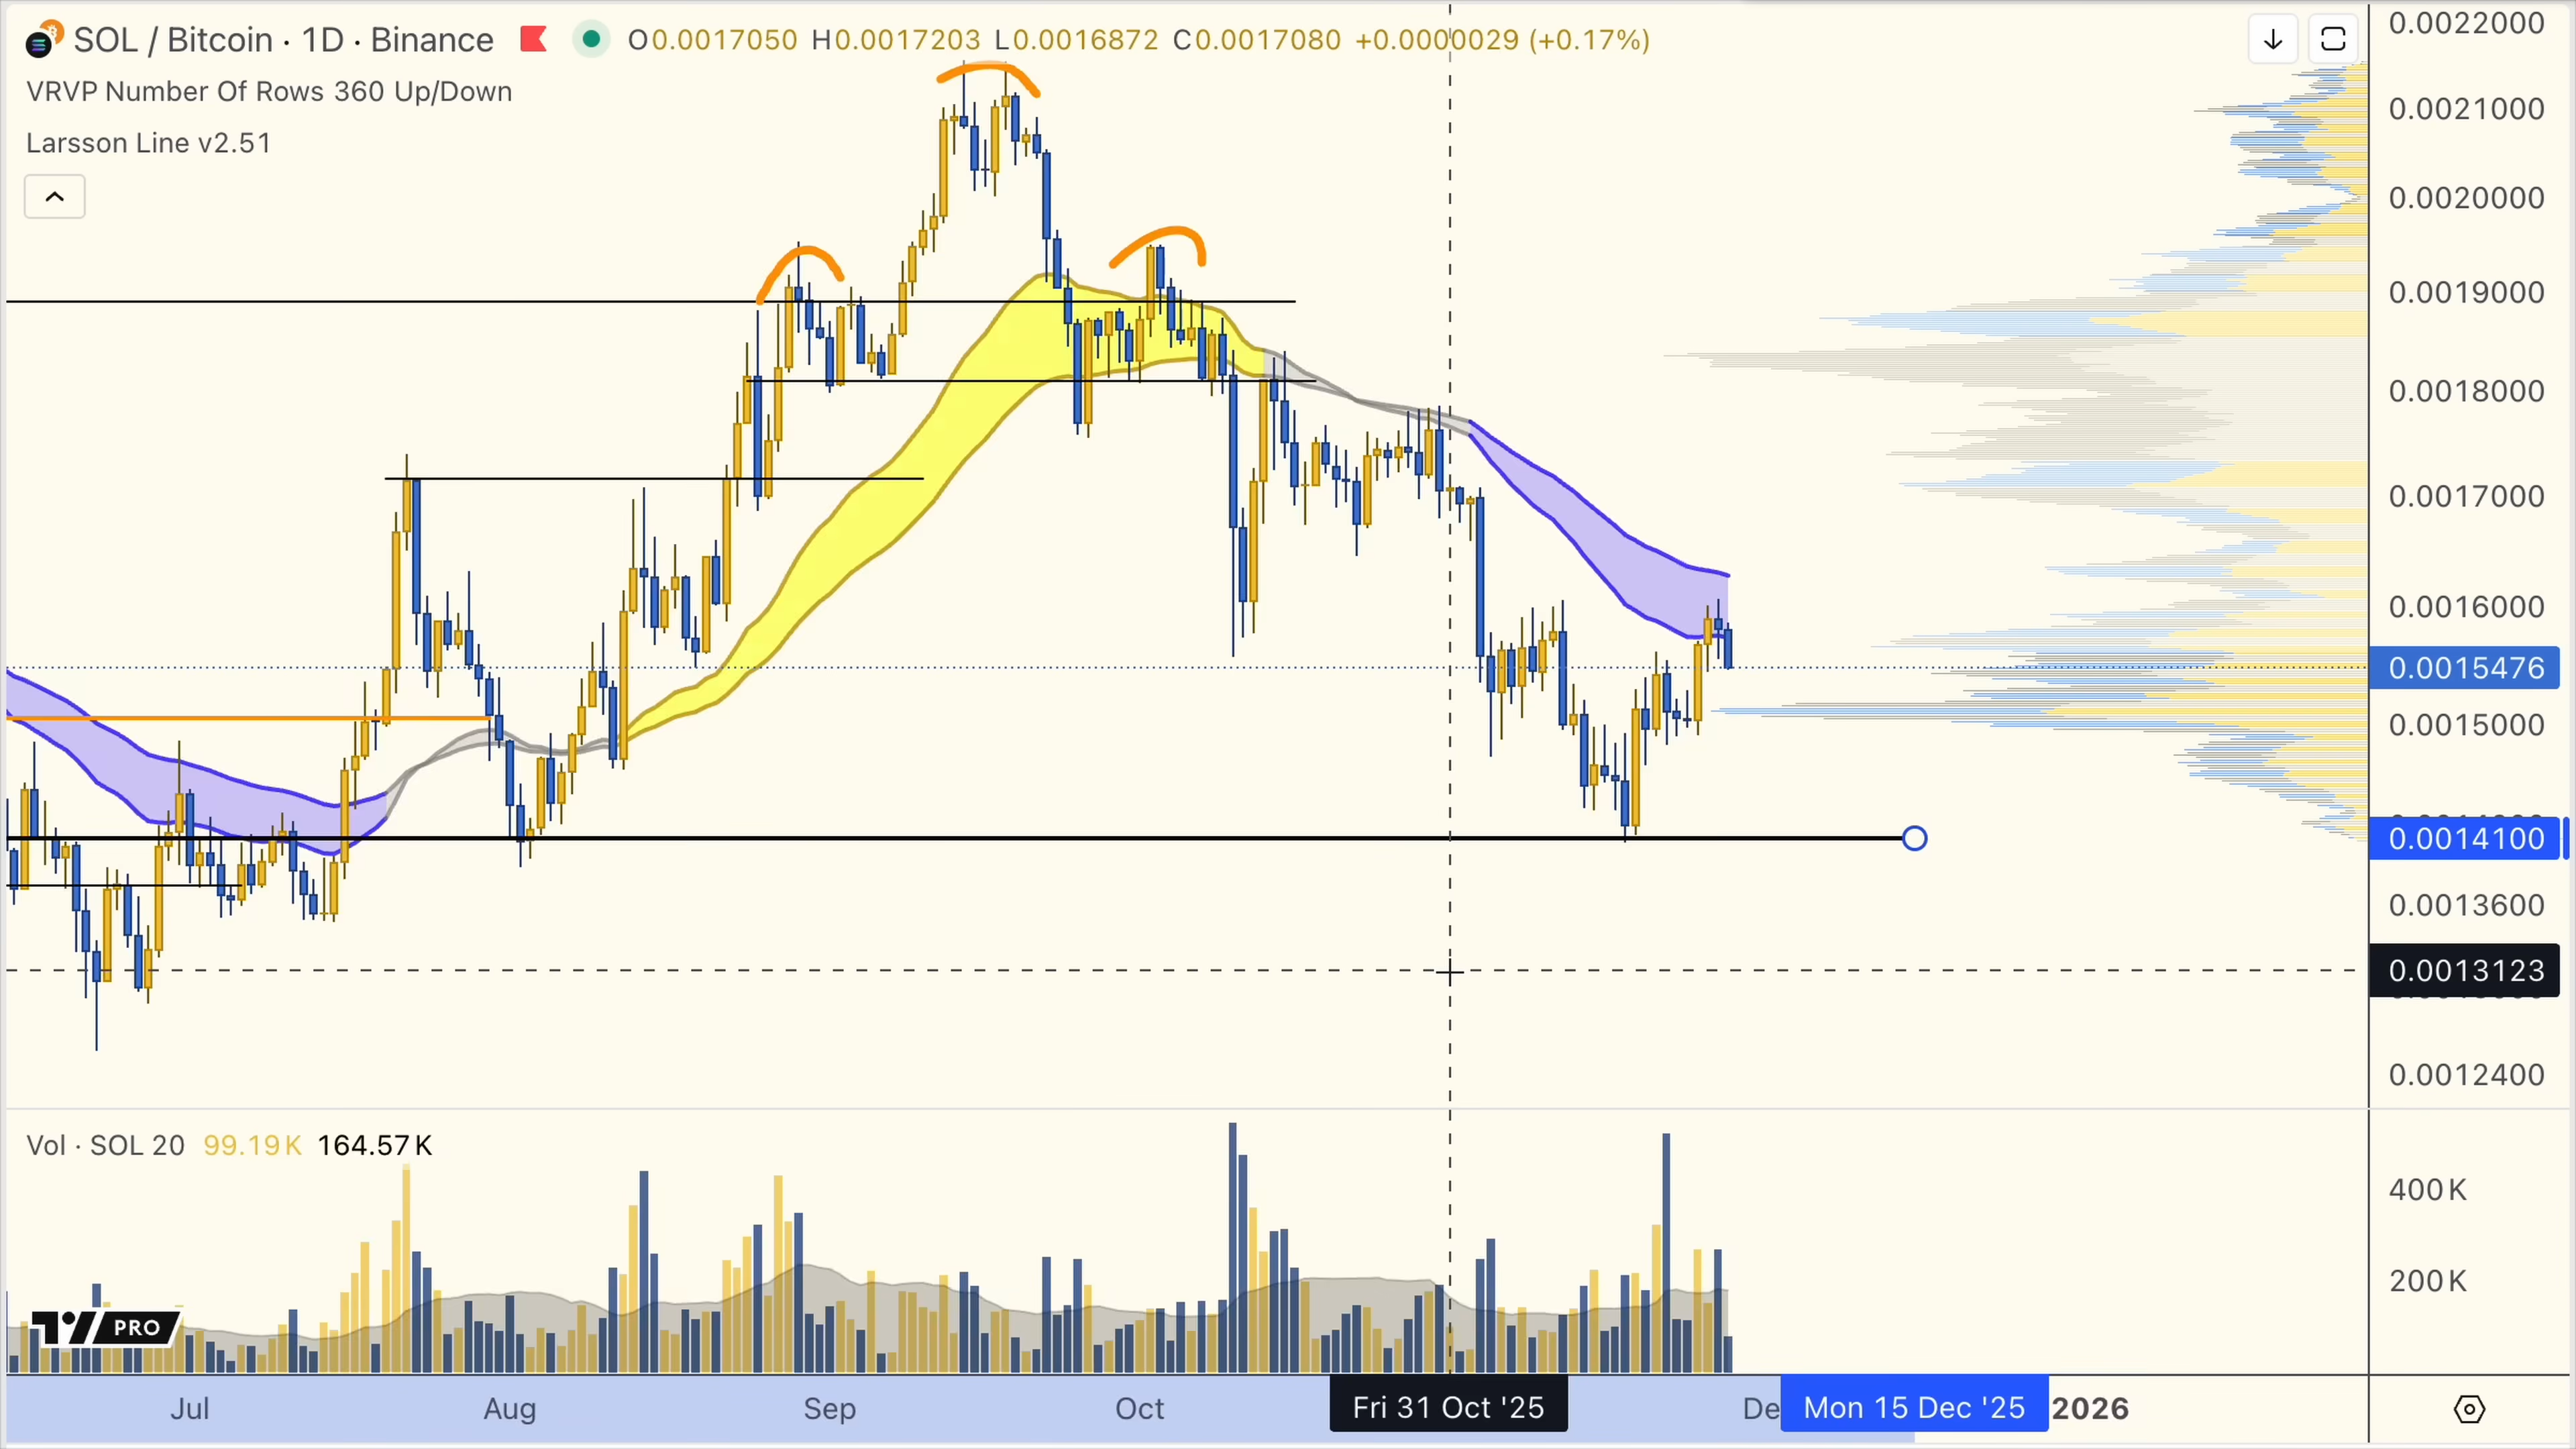 SOL / Bitcoin · 1D · Binance O0.0017050 H0.0017203 L0.0016872 C0.0017080 +0.0000029 (+0.17%)
VRVP Number Of Rows 360 Up/Down
Larsson Line v2.51
0.0022000
0.0021000
0.0020000
0.0019000
0.0018000
0.0017000
0.0016000
0.0015476
0.0015000
0.0014100
0.0013600
0.0013123
0.0012400
Vol · SOL 20 99.19K 164.57K
400K
200K
PRO
Jul Aug Sep Oct Fri 31 Oct '25 De Mon 15 Dec '25 2026